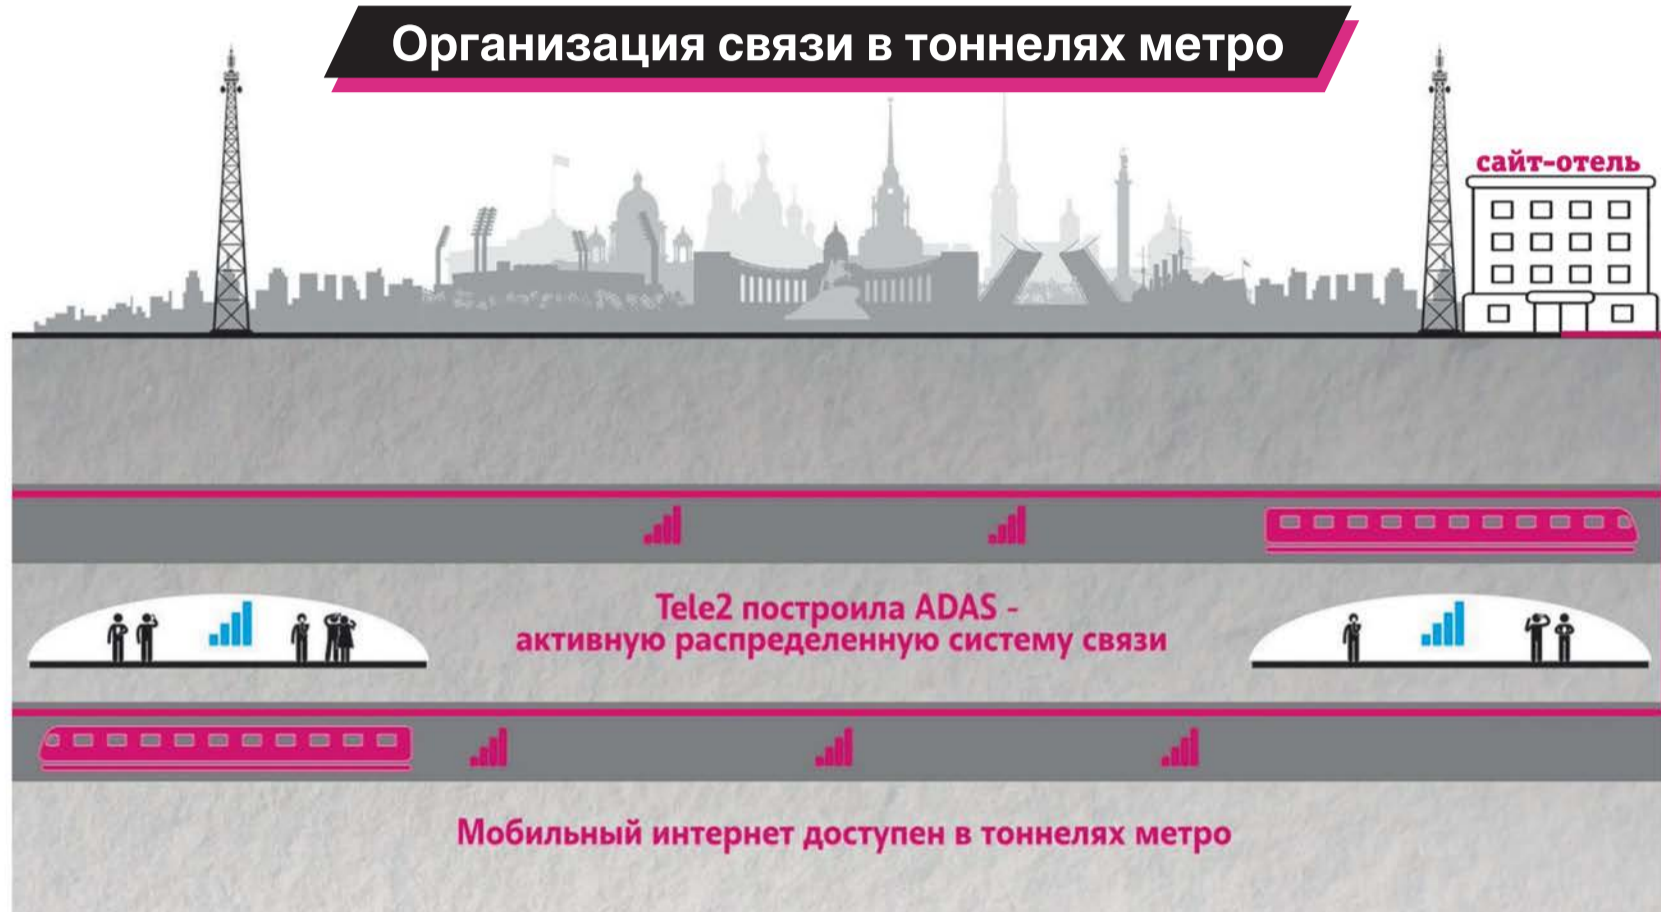 Организация связи в тоннелях метро
сайт-отель
Tele2 построила ADAS -
активную распределенную систему связи
Мобильный интернет доступен в тоннелях метро